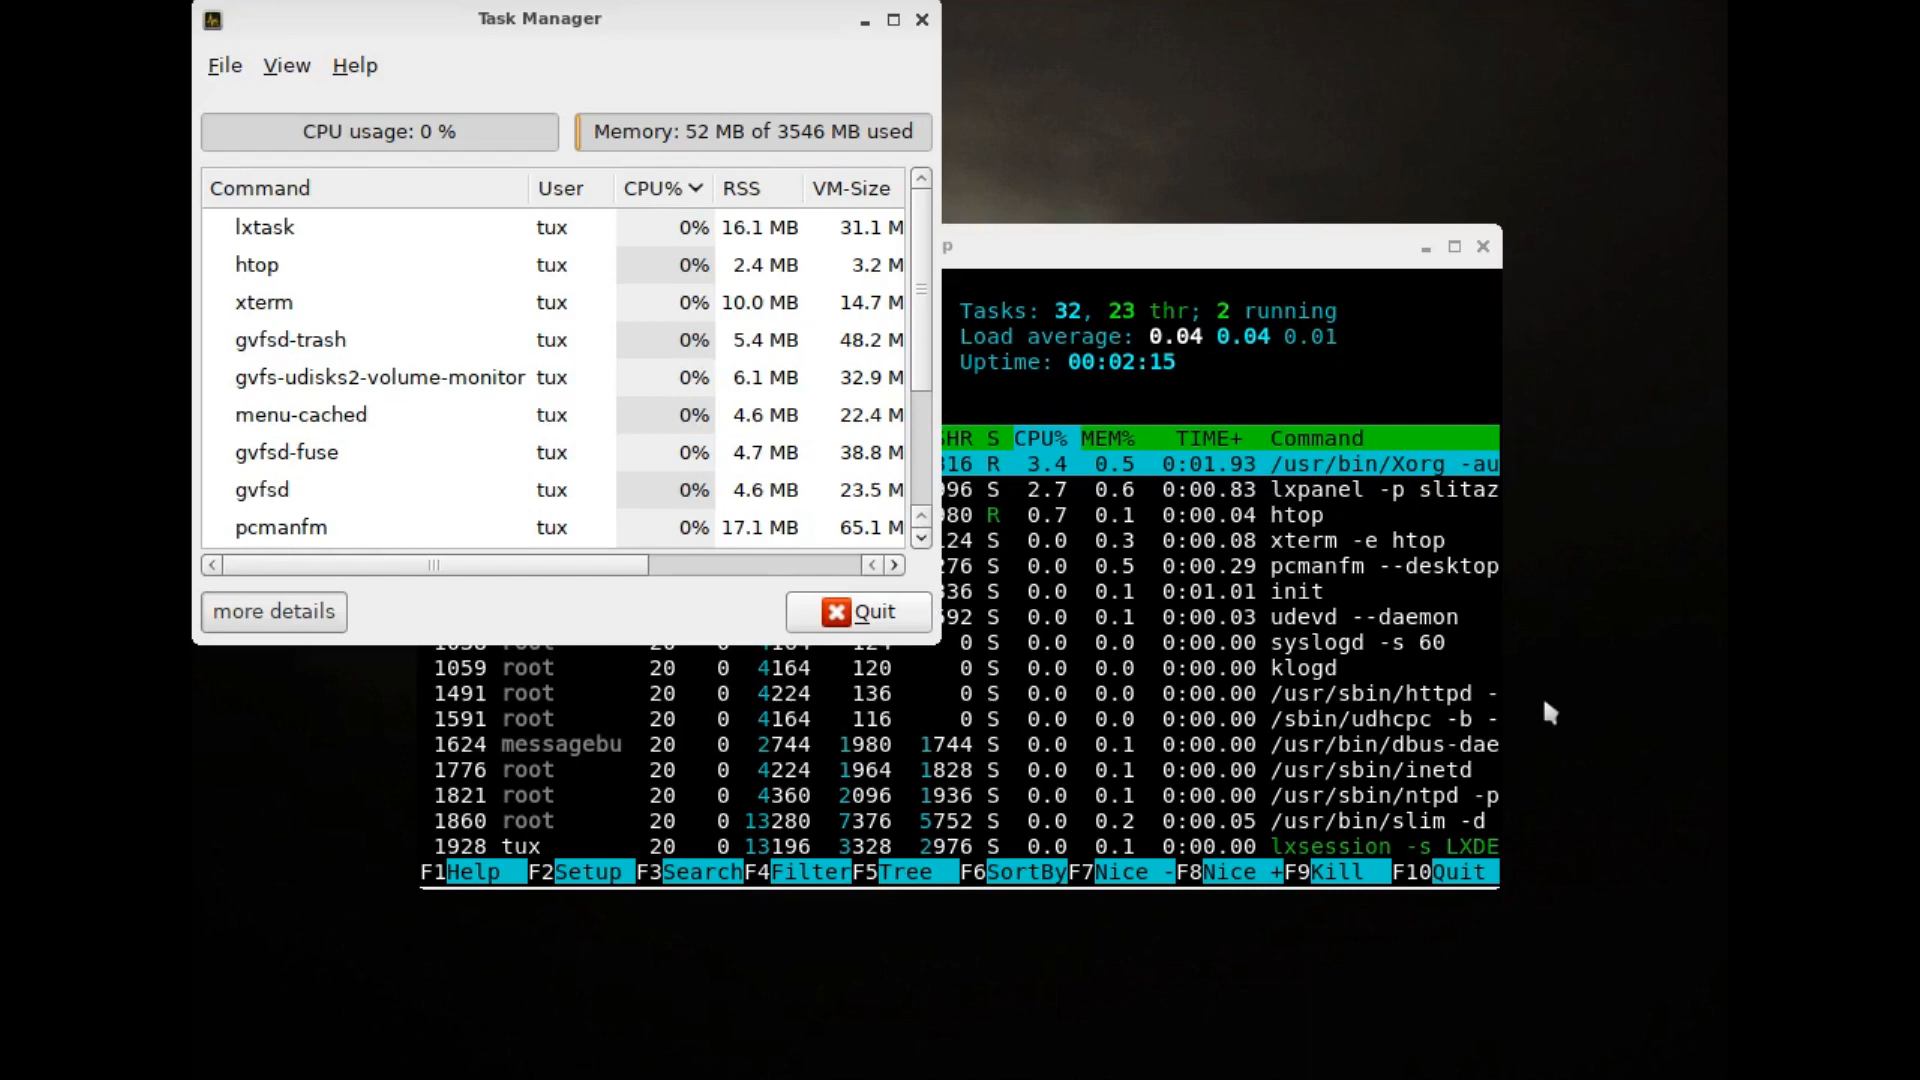 Task Manager
File View Help
CPU usage: 0 %
Memory: 52 MB of 3546 MB used
Command User CPU% RSS VM-Size
lxtask tux 0% 16.1 MB 31.1 M
htop tux 0% 2.4 MB 3.2 M
xterm tux 0% 10.0 MB 14.7 M
gvfsd-trash tux 0% 5.4 MB 48.2 M
gvfs-udisks2-volume-monitor tux 0% 6.1 MB 32.9 M
menu-cached tux 0% 4.6 MB 22.4 M
gvfsd-fuse tux 0% 4.7 MB 38.8 M
gvfsd tux 0% 4.6 MB 23.5 M
pcmanfm tux 0% 17.1 MB 65.1 M
more details
Quit
p
Tasks: 32, 23 thr; 2 running
Load average: 0.04 0.04 0.01
Uptime: 00:02:15
HR S CPU% MEM% TIME+ Command
316 R 3.4 0.5 0:01.93 /usr/bin/Xorg -au
96 S 2.7 0.6 0:00.83 lxpanel -p slitaz
80 R 0.7 0.1 0:00.04 htop
24 S 0.0 0.3 0:00.08 xterm -e htop
276 S 0.0 0.5 0:00.29 pcmanfm --desktop
336 S 0.0 0.1 0:01.01 init
592 S 0.0 0.1 0:00.03 udevd --daemon
0 S 0.0 0.0 0:00.00 syslogd -s 60
1059 root 20 0 4164 120 0 S 0.0 0.0 0:00.00 klogd
1491 root 20 0 4224 136 0 S 0.0 0.0 0:00.00 /usr/sbin/httpd -
1591 root 20 0 4164 116 0 S 0.0 0.0 0:00.00 /sbin/udhcpc -b -
1624 messagebu 20 0 2744 1980 1744 S 0.0 0.1 0:00.00 /usr/bin/dbus-dae
1776 root 20 0 4224 1964 1828 S 0.0 0.1 0:00.00 /usr/sbin/inetd
1821 root 20 0 4360 2096 1936 S 0.0 0.1 0:00.00 /usr/sbin/ntpd -p
1860 root 20 0 13280 7376 5752 S 0.0 0.2 0:00.05 /usr/bin/slim -d
1928 tux 20 0 13196 3328 2976 S 0.0 0.1 0:00.00 lxsession -s LXDE
F1Help F2Setup F3SearchF4FilterF5Tree F6SortByF7Nice -F8Nice +F9Kill F10Quit